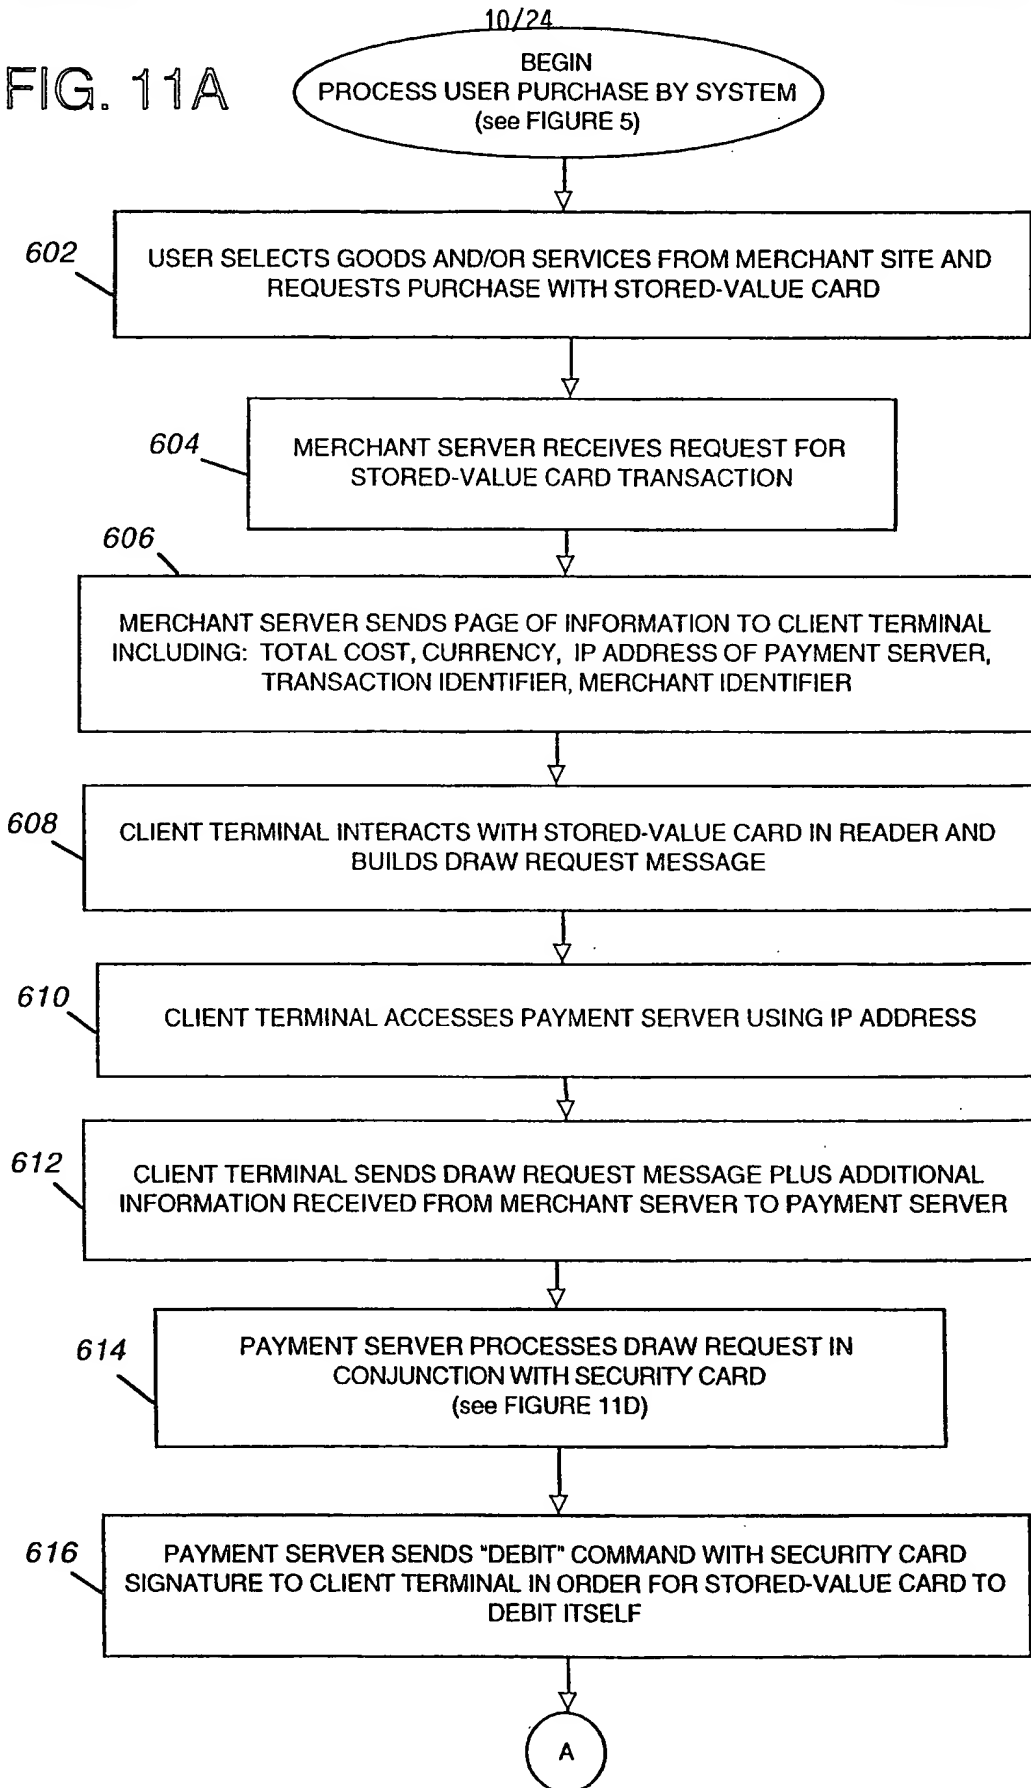 10/24
FIG. 11A
BEGIN
PROCESS USER PURCHASE BY SYSTEM
(see FIGURE 5)
602
USER SELECTS GOODS AND/OR SERVICES FROM MERCHANT SITE AND
REQUESTS PURCHASE WITH STORED-VALUE CARD
604
MERCHANT SERVER RECEIVES REQUEST FOR
STORED-VALUE CARD TRANSACTION
606
MERCHANT SERVER SENDS PAGE OF INFORMATION TO CLIENT TERMINAL
INCLUDING: TOTAL COST, CURRENCY, IP ADDRESS OF PAYMENT SERVER,
TRANSACTION IDENTIFIER, MERCHANT IDENTIFIER
608
CLIENT TERMINAL INTERACTS WITH STORED-VALUE CARD IN READER AND
BUILDS DRAW REQUEST MESSAGE
610
CLIENT TERMINAL ACCESSES PAYMENT SERVER USING IP ADDRESS
612
CLIENT TERMINAL SENDS DRAW REQUEST MESSAGE PLUS ADDITIONAL
INFORMATION RECEIVED FROM MERCHANT SERVER TO PAYMENT SERVER
614
PAYMENT SERVER PROCESSES DRAW REQUEST IN
CONJUNCTION WITH SECURITY CARD
(see FIGURE 11D)
616
PAYMENT SERVER SENDS "DEBIT" COMMAND WITH SECURITY CARD
SIGNATURE TO CLIENT TERMINAL IN ORDER FOR STORED-VALUE CARD TO
DEBIT ITSELF
A